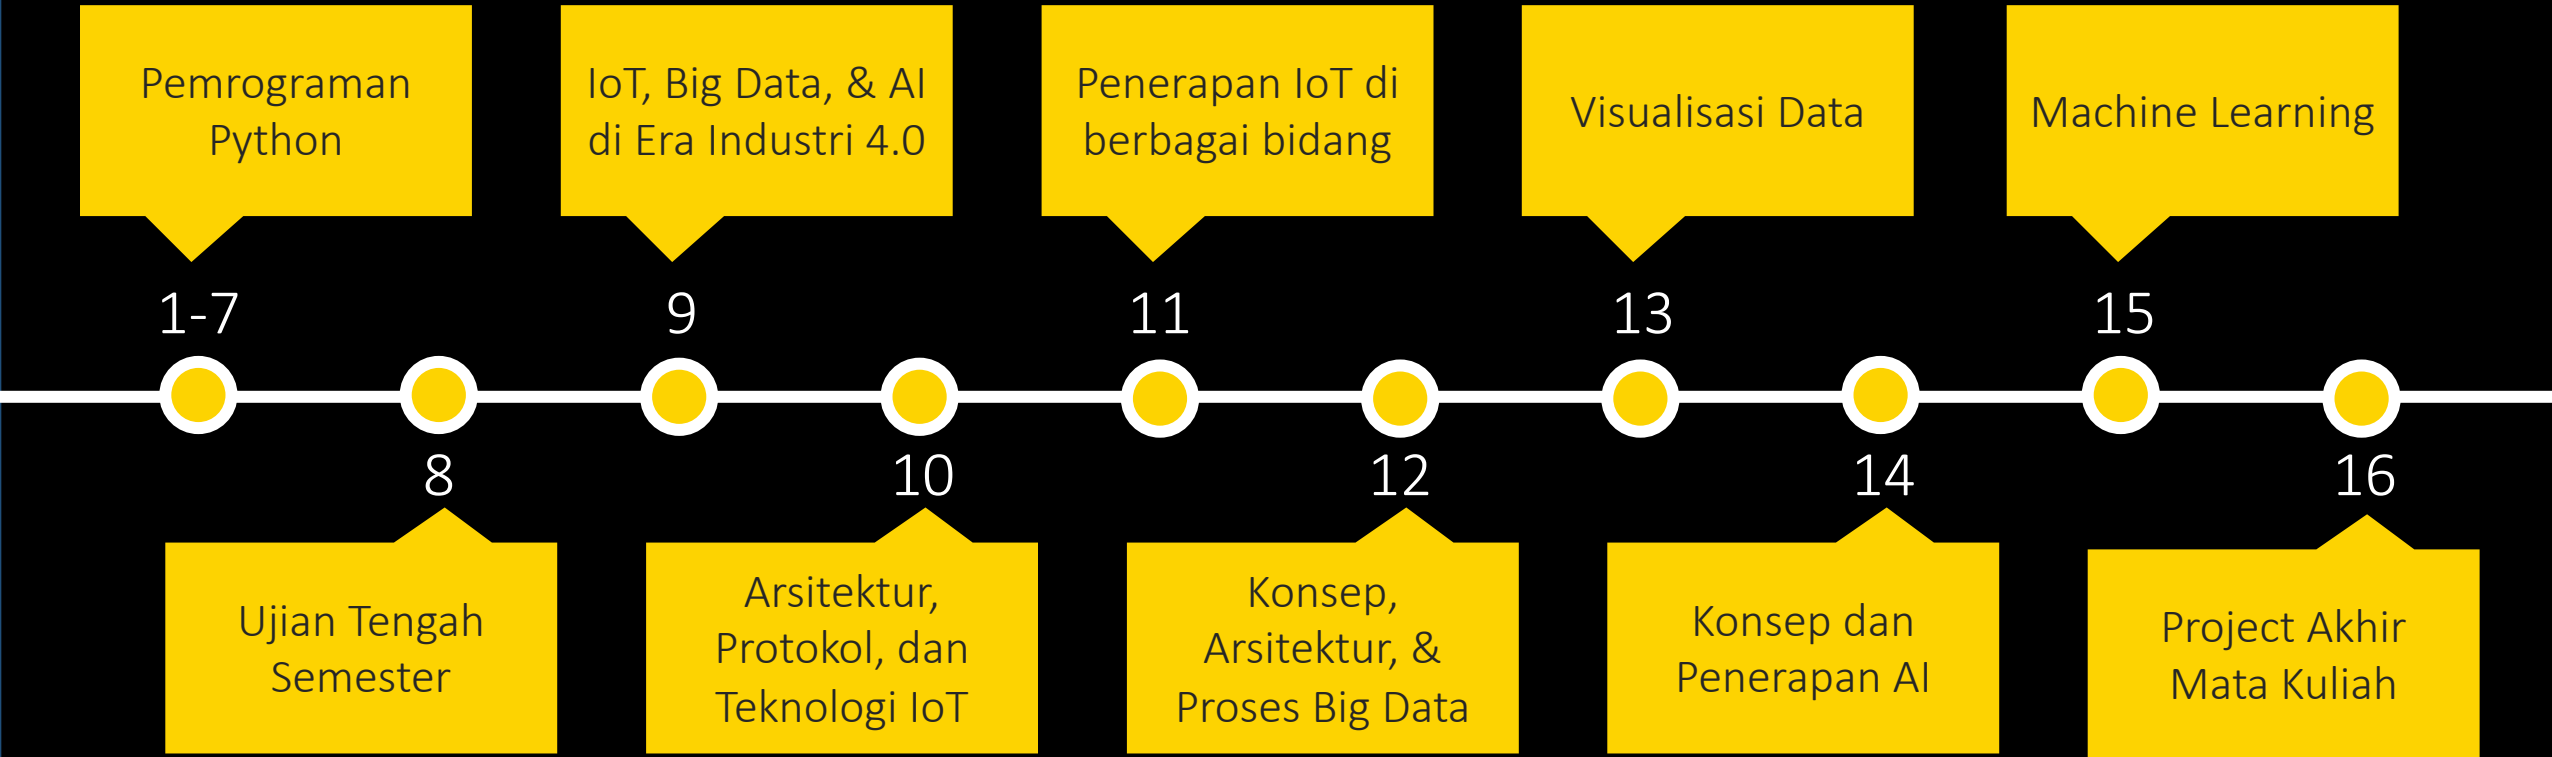 Pemrograman
Python
IoT, Big Data, & AI
di Era Industri 4.0
Penerapan IoT di
berbagai bidang
Visualisasi Data
Machine Learning
1-7
9
11
13
15
8
10
12
14
16
Ujian Tengah
Semester
Arsitektur,
Protokol, dan
Teknologi IoT
Konsep,
Arsitektur, &
Proses Big Data
Konsep dan
Penerapan AI
Project Akhir
Mata Kuliah